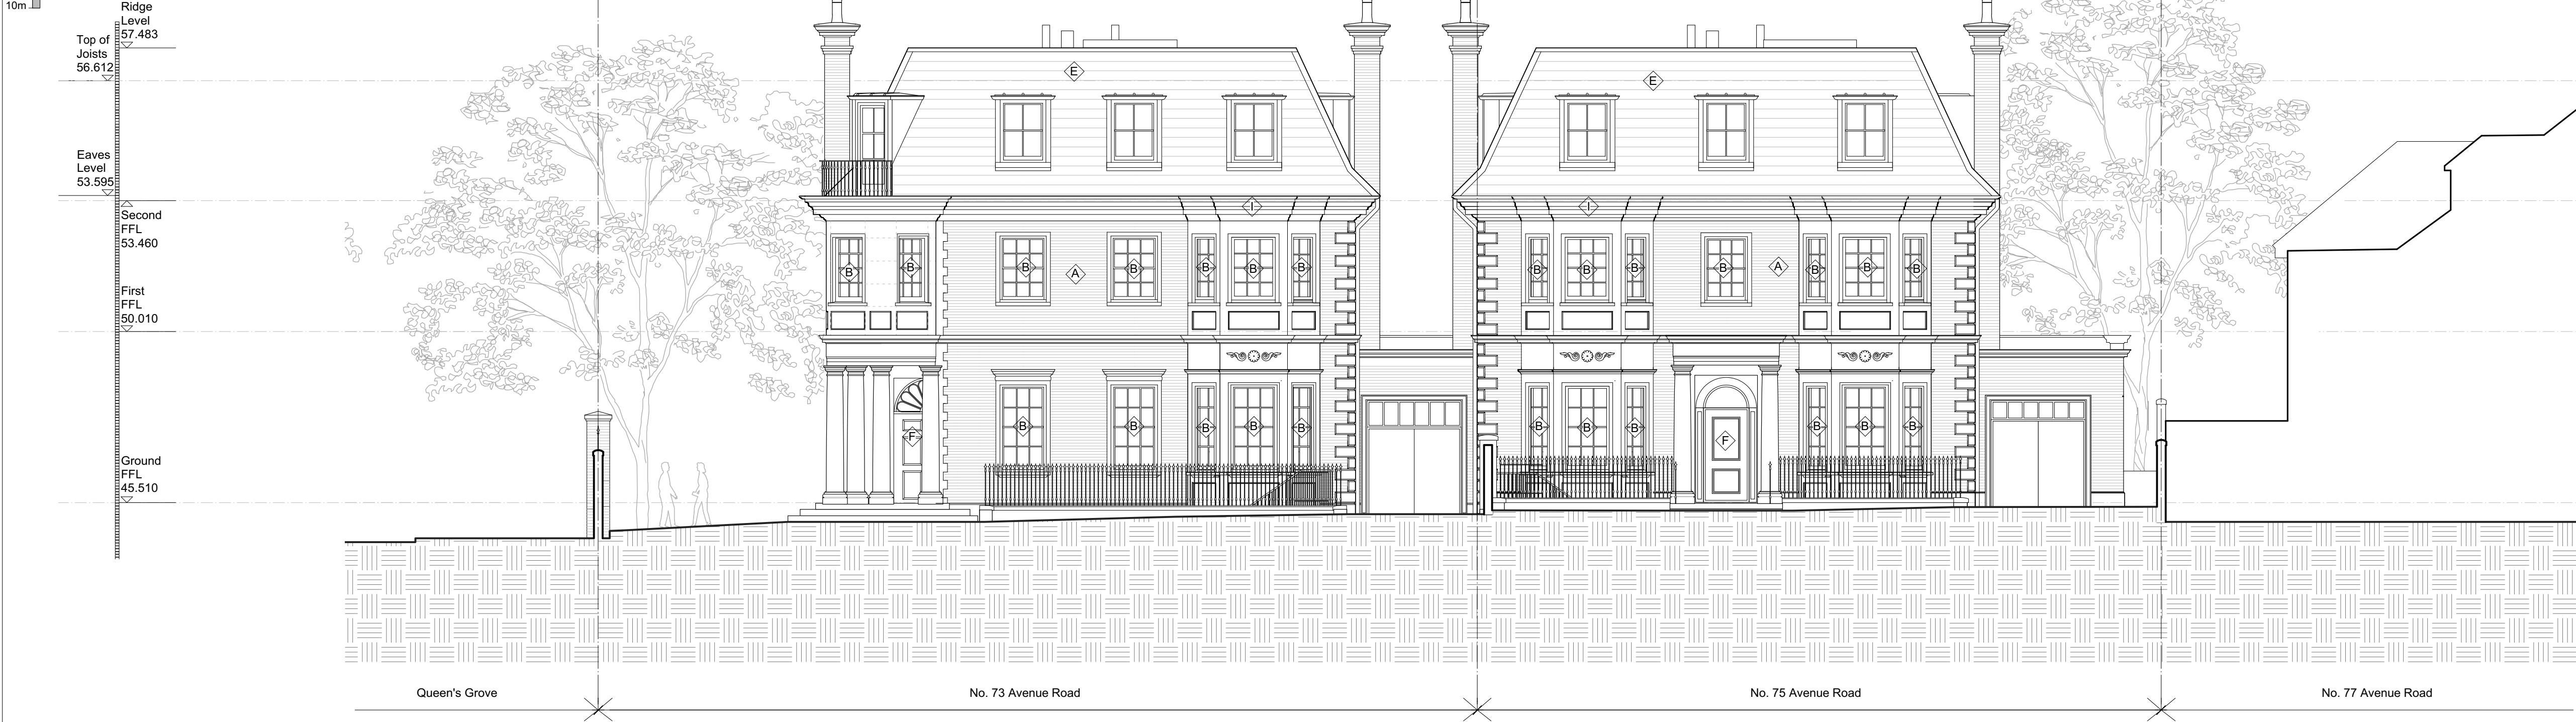 10m
Ridge
Level
57.483
Top of
Joists
56.612
Eaves
Level
53.595
Second
FFL
53.460
First
FFL
50.010
Ground
FFL
45.510
E
E
I
I
B
B
B
A
B
B
B
B
B
B
B
B
A
B
B
B
F
B
B
B
B
B
B
B
B
F
B
B
B
Queen's Grove
No. 73 Avenue Road
No. 75 Avenue Road
No. 77 Avenue Road